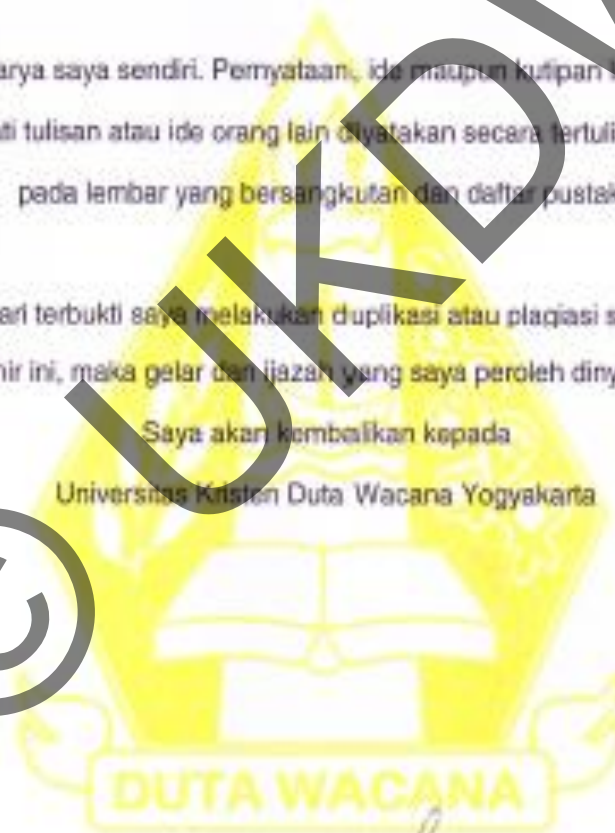 arya saya sendiri. Pernyataan, ide maupun kutipan
ti tulisan atau ide orang lain dinyatakan secara tertuli
pada lembar yang bersangkutan dan daftar pustak
ari terbukti saya melakukan duplikasi atau plagiasi s
ir ini, maka gelar dan ijazah yang saya peroleh diny
Saya akan kembalikan kepada
Universitas Kristen Duta Wacana Yogyakarta
© UKD
DUTA WACANA